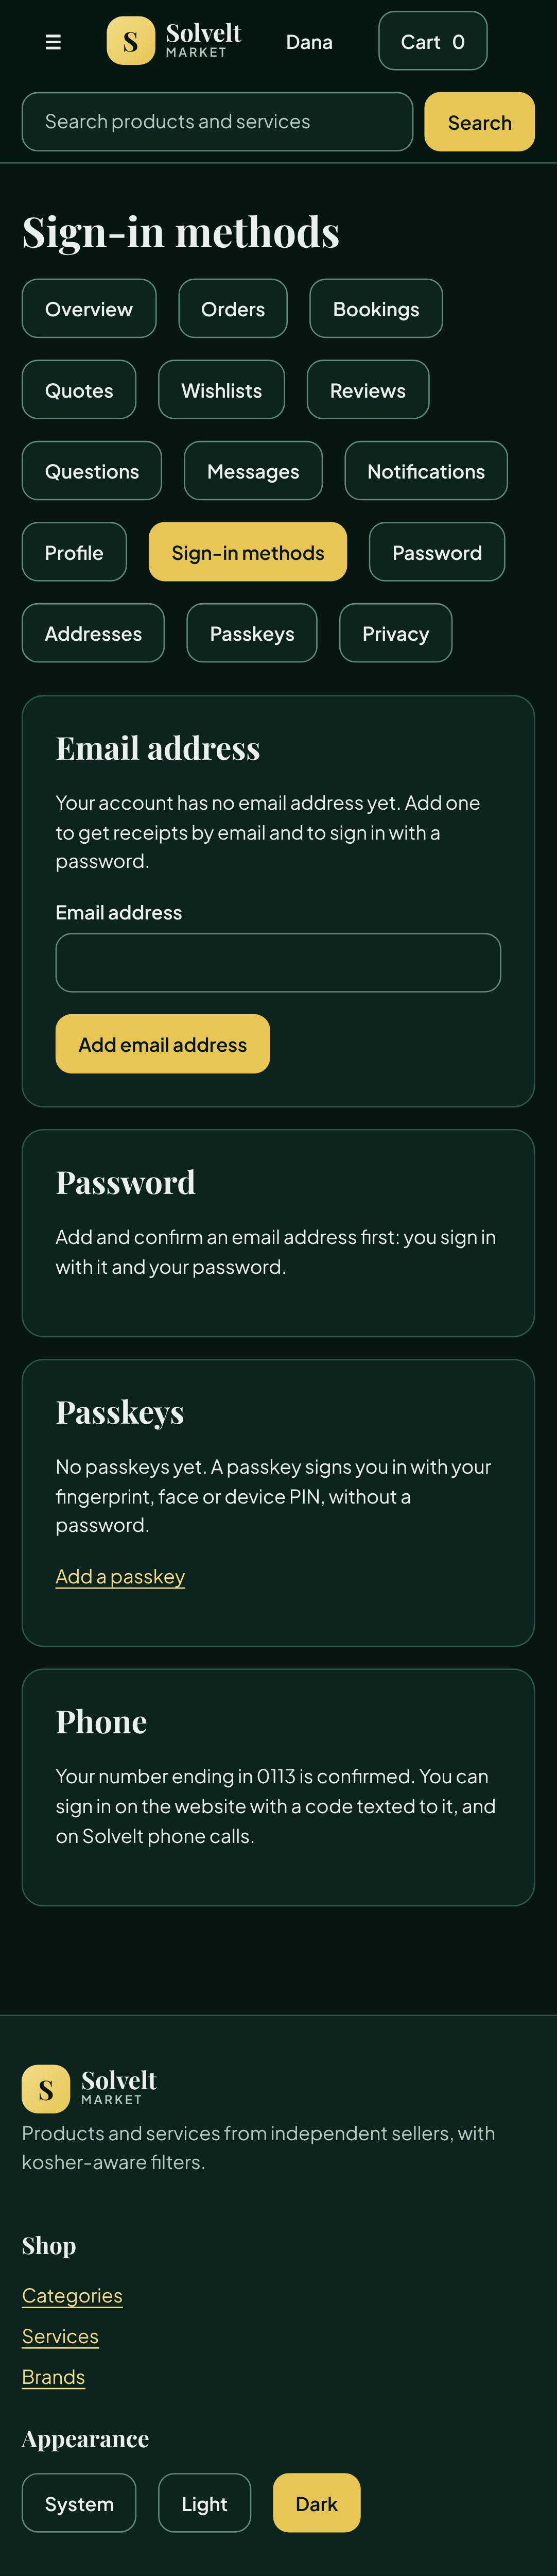 ☰ S Solvelt MARKET Dana Cart 0
Search products and services Search
Sign-in methods
Overview Orders Bookings
Quotes Wishlists Reviews
Questions Messages Notifications
Profile Sign-in methods Password
Addresses Passkeys Privacy
Email address
Your account has no email address yet. Add one
to get receipts by email and to sign in with a
password.
Email address
Add email address
Password
Add and confirm an email address first: you sign in
with it and your password.
Passkeys
No passkeys yet. A passkey signs you in with your
fingerprint, face or device PIN, without a
password.
Add a passkey
Phone
Your number ending in 0113 is confirmed. You can
sign in on the website with a code texted to it, and
on Solvelt phone calls.
S Solvelt
MARKET
Products and services from independent sellers, with
kosher-aware filters.
Shop
Categories
Services
Brands
Appearance
System Light Dark